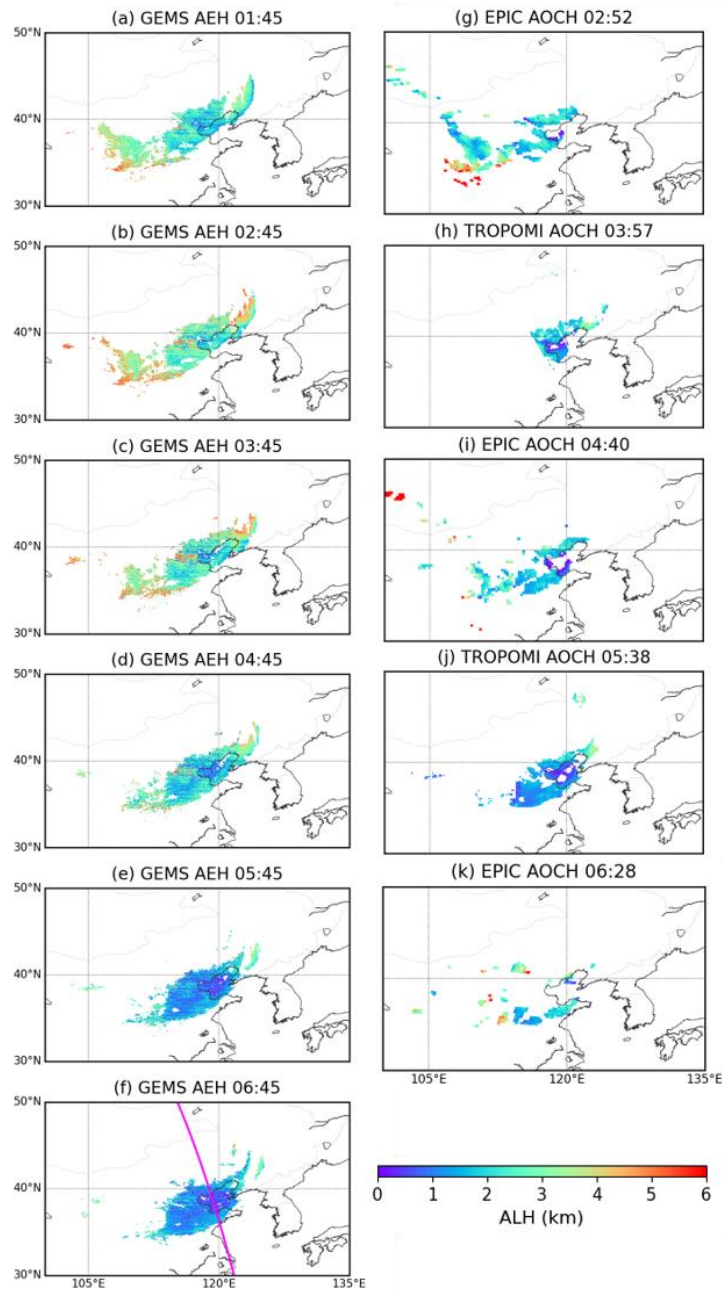 (a) GEMS AEH 01:45
50°N
40°N
30°N
(b) GEMS AEH 02:45
50°N
40°N
30°N
(c) GEMS AEH 03:45
50°N
40°N
30°N
(d) GEMS AEH 04:45
50°N
40°N
30°N
(e) GEMS AEH 05:45
50°N
40°N
30°N
(f) GEMS AEH 06:45
50°N
40°N
30°N
105°E 120°E 135°E
(g) EPIC AOCH 02:52
(h) TROPOMI AOCH 03:57
(i) EPIC AOCH 04:40
(j) TROPOMI AOCH 05:38
(k) EPIC AOCH 06:28
105°E 120°E 135°E
0 1 2 3 4 5 6
ALH (km)